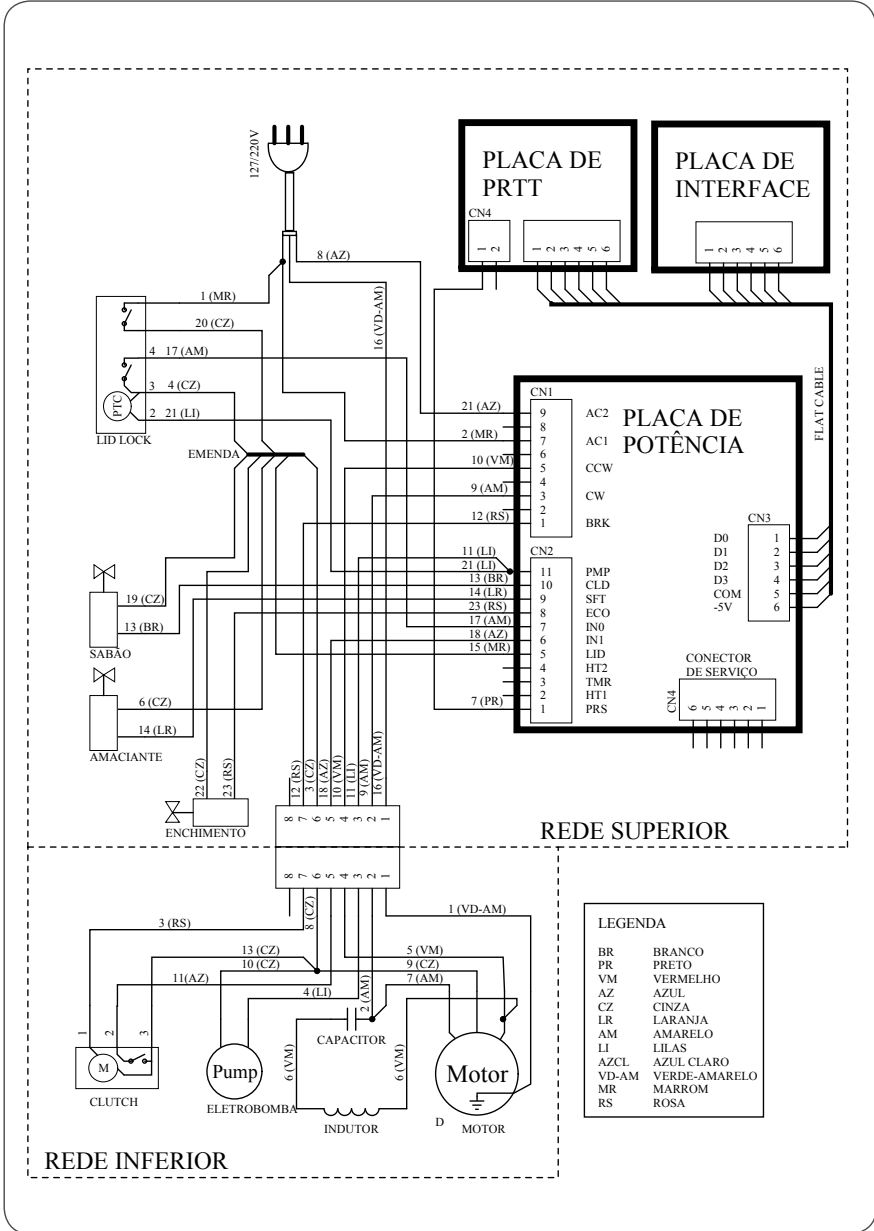 127/220V
PLACA DE
PRTT
CN4
1 2
1 2 3 4 5 6
PLACA DE
INTERFACE
1 2 3 4 5 6
8 (AZ)
16 (VD-AM)
1 (MR)
20 (CZ)
4 17 (AM)
3 4 (CZ)
2 21 (LI)
PTC
LID LOCK
EMENDA
FLAT CABLE
PLACA DE
POTÊNCIA
CN1
21 (AZ) 9 AC2
8
2 (MR) 7 AC1
6
10 (VM) 5 CCW
4
9 (AM) 3 CW
2
12 (RS) 1 BRK
CN2
11 (LI)
21 (LI) 11 PMP
13 (BR) 10 CLD
14 (LR) 9 SFT
23 (RS) 8 ECO
17 (AM) 7 IN0
18 (AZ) 6 IN1
15 (MR) 5 LID
4 HT2
3 TMR
2 HT1
7 (PR) 1 PRS
CN3
D0 1
D1 2
D2 3
D3 4
COM 5
-5V 6
CONECTOR
DE SERVIÇO
CN4
6 5 4 3 2 1
19 (CZ)
13 (BR)
SABÃO
6 (CZ)
14 (LR)
AMACIANTE
22 (CZ)
23 (RS)
ENCHIMENTO
12 (RS)
3 (CZ)
18 (AZ)
10 (VM)
11 (LI)
9 (AM)
16 (VD-AM)
8 7 6 5 4 3 2 1
REDE SUPERIOR
8 7 6 5 4 3 2 1
8 (CZ)
1 (VD-AM)
3 (RS)
13 (CZ)
10 (CZ)
11(AZ)
4 (LI)
2 (AM)
5 (VM)
9 (CZ)
7 (AM)
CAPACITOR
6 (VM)
6 (VM)
1 2 3
M
CLUTCH
Pump
ELETROBOMBA
INDUTOR
Motor
D
MOTOR
REDE INFERIOR
LEGENDA
BR BRANCO
PR PRETO
VM VERMELHO
AZ AZUL
CZ CINZA
LR LARANJA
AM AMARELO
LI LILAS
AZCL AZUL CLARO
VD-AM VERDE-AMARELO
MR MARROM
RS ROSA